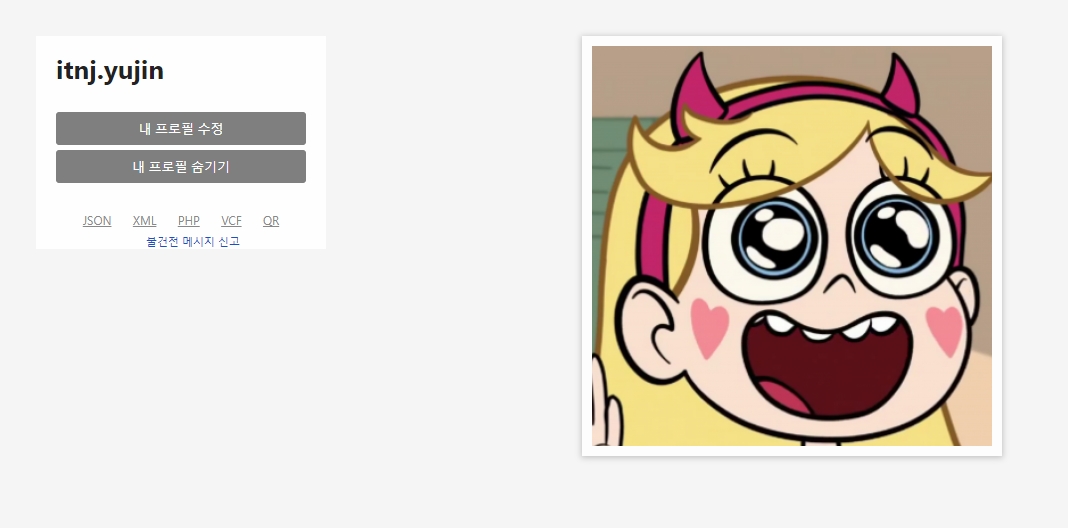 itnj.yujin
내 프로필 수정
내 프로필 숨기기
JSON XML PHP VCF QR
불건전 메시지 신고